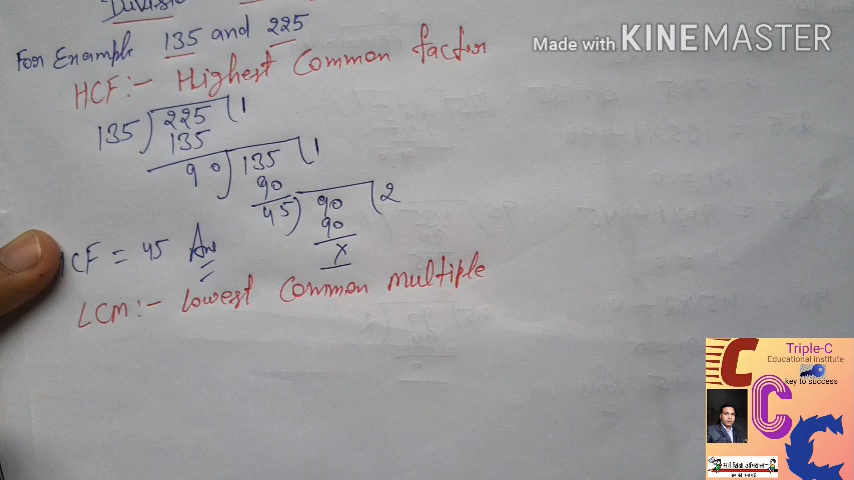 For Example 135 and 225
HCF:- Highest Common factor
135) 225 (1
135
90) 135 (1
90
45) 90 (2
90
x
CF = 45 Ans
LCM:- Lowest Common multiple
Made with KINEMASTER
Triple-C
Educational Institute
key to success
C
C
C